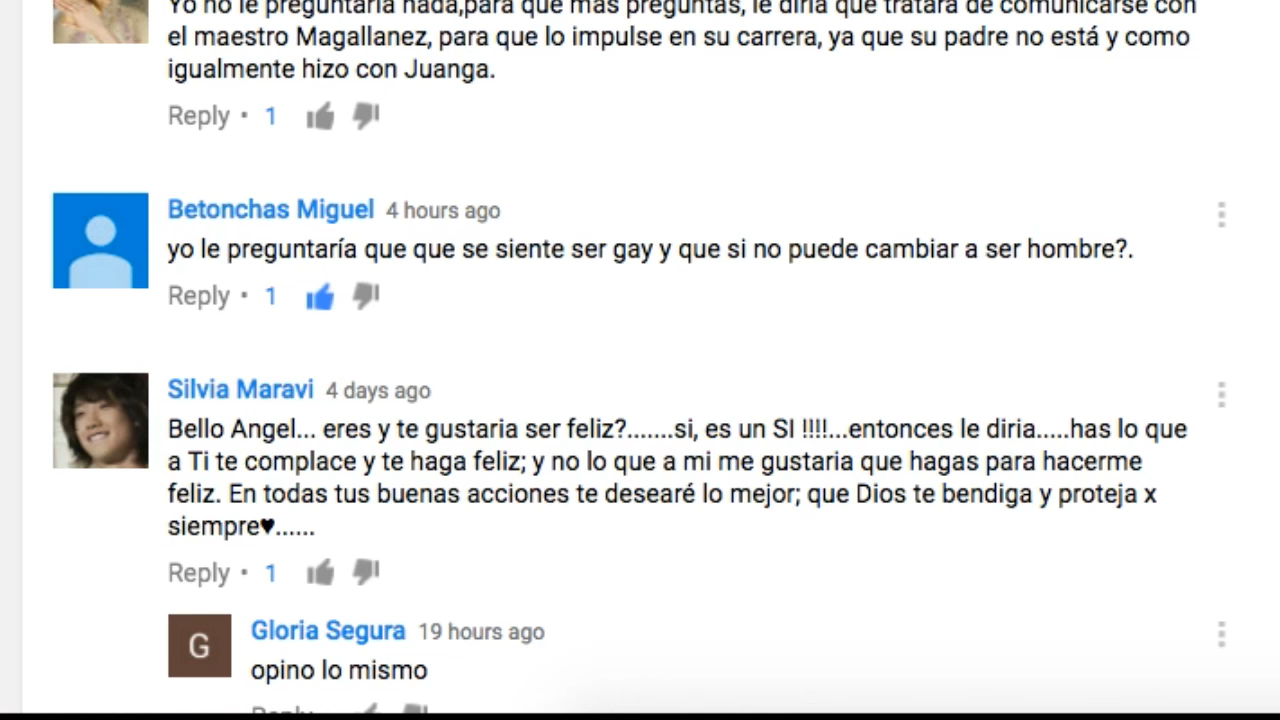 Yo no le preguntaría nada,para que más preguntas, le diría que tratara de comunicarse con
el maestro Magallanez, para que lo impulse en su carrera, ya que su padre no está y como
igualmente hizo con Juanga.
Reply • 1
Betonchas Miguel 4 hours ago
yo le preguntaría que que se siente ser gay y que si no puede cambiar a ser hombre?.
Reply • 1
Silvia Maravi 4 days ago
Bello Angel... eres y te gustaria ser feliz?.......si, es un SI !!!!...entonces le diria.....has lo que
a Ti te complace y te haga feliz; y no lo que a mi me gustaria que hagas para hacerme
feliz. En todas tus buenas acciones te desearé lo mejor; que Dios te bendiga y proteja x
siempre♥......
Reply • 1
G
Gloria Segura 19 hours ago
opino lo mismo
Reply